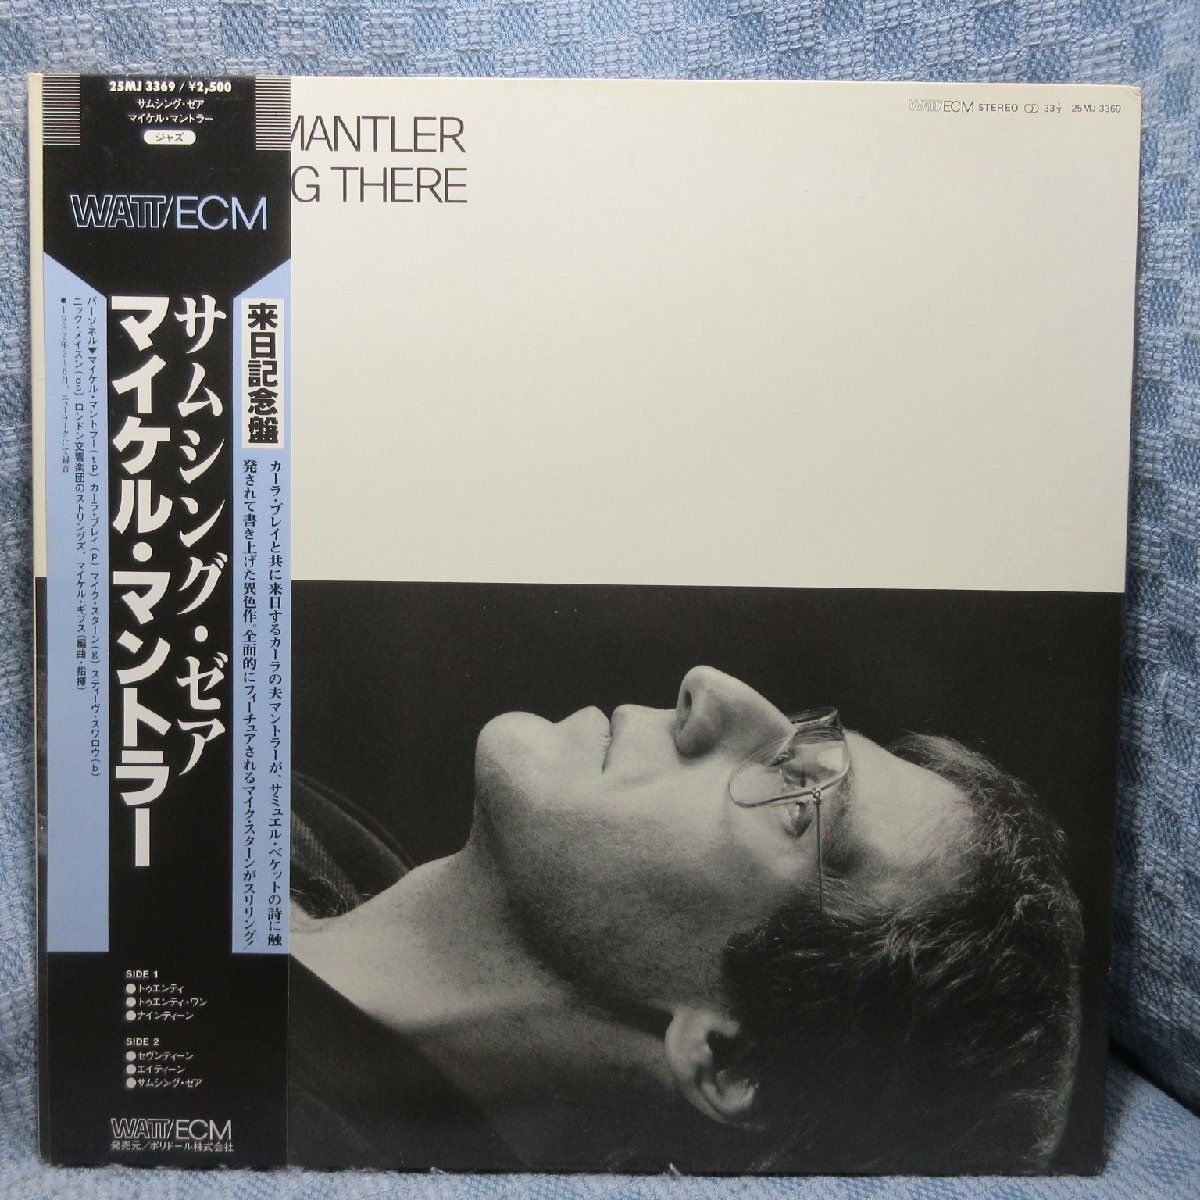 25MJ 3369 / ¥2,500
サムシング・ゼア
マイケル・マントラー
ジャズ
WATT/ECM
来日記念盤
カーラ・ブレイと共に来日するカーラの夫マントラーが、サミュエル・ベケットの詩に触
発されて書き上げた異色作。全面的にフィーチュアされるマイク・スターンがスリリング!
サムシング・ゼア
マイケル・マントラー
パーソネル▼マイケル・マントラー(tp) カーラ・ブレイ(p) マイク・スターン(g) スティーヴ・スワロウ(b)
ニック・メイスン(ds) ロンドン交響楽団のストリングス、マイケル・ギブス(編曲・指揮)
SIDE 1
●トゥエンティ
●トゥエンティ・ワン
●ナインティーン
SIDE 2
●セヴンティーン
●エイティーン
●サムシング・ゼア
WATT/ECM
発売元/ポリドール株式会社
MANTLER
G THERE
WATT/ECM STEREO 33⅓ 25MJ 3369